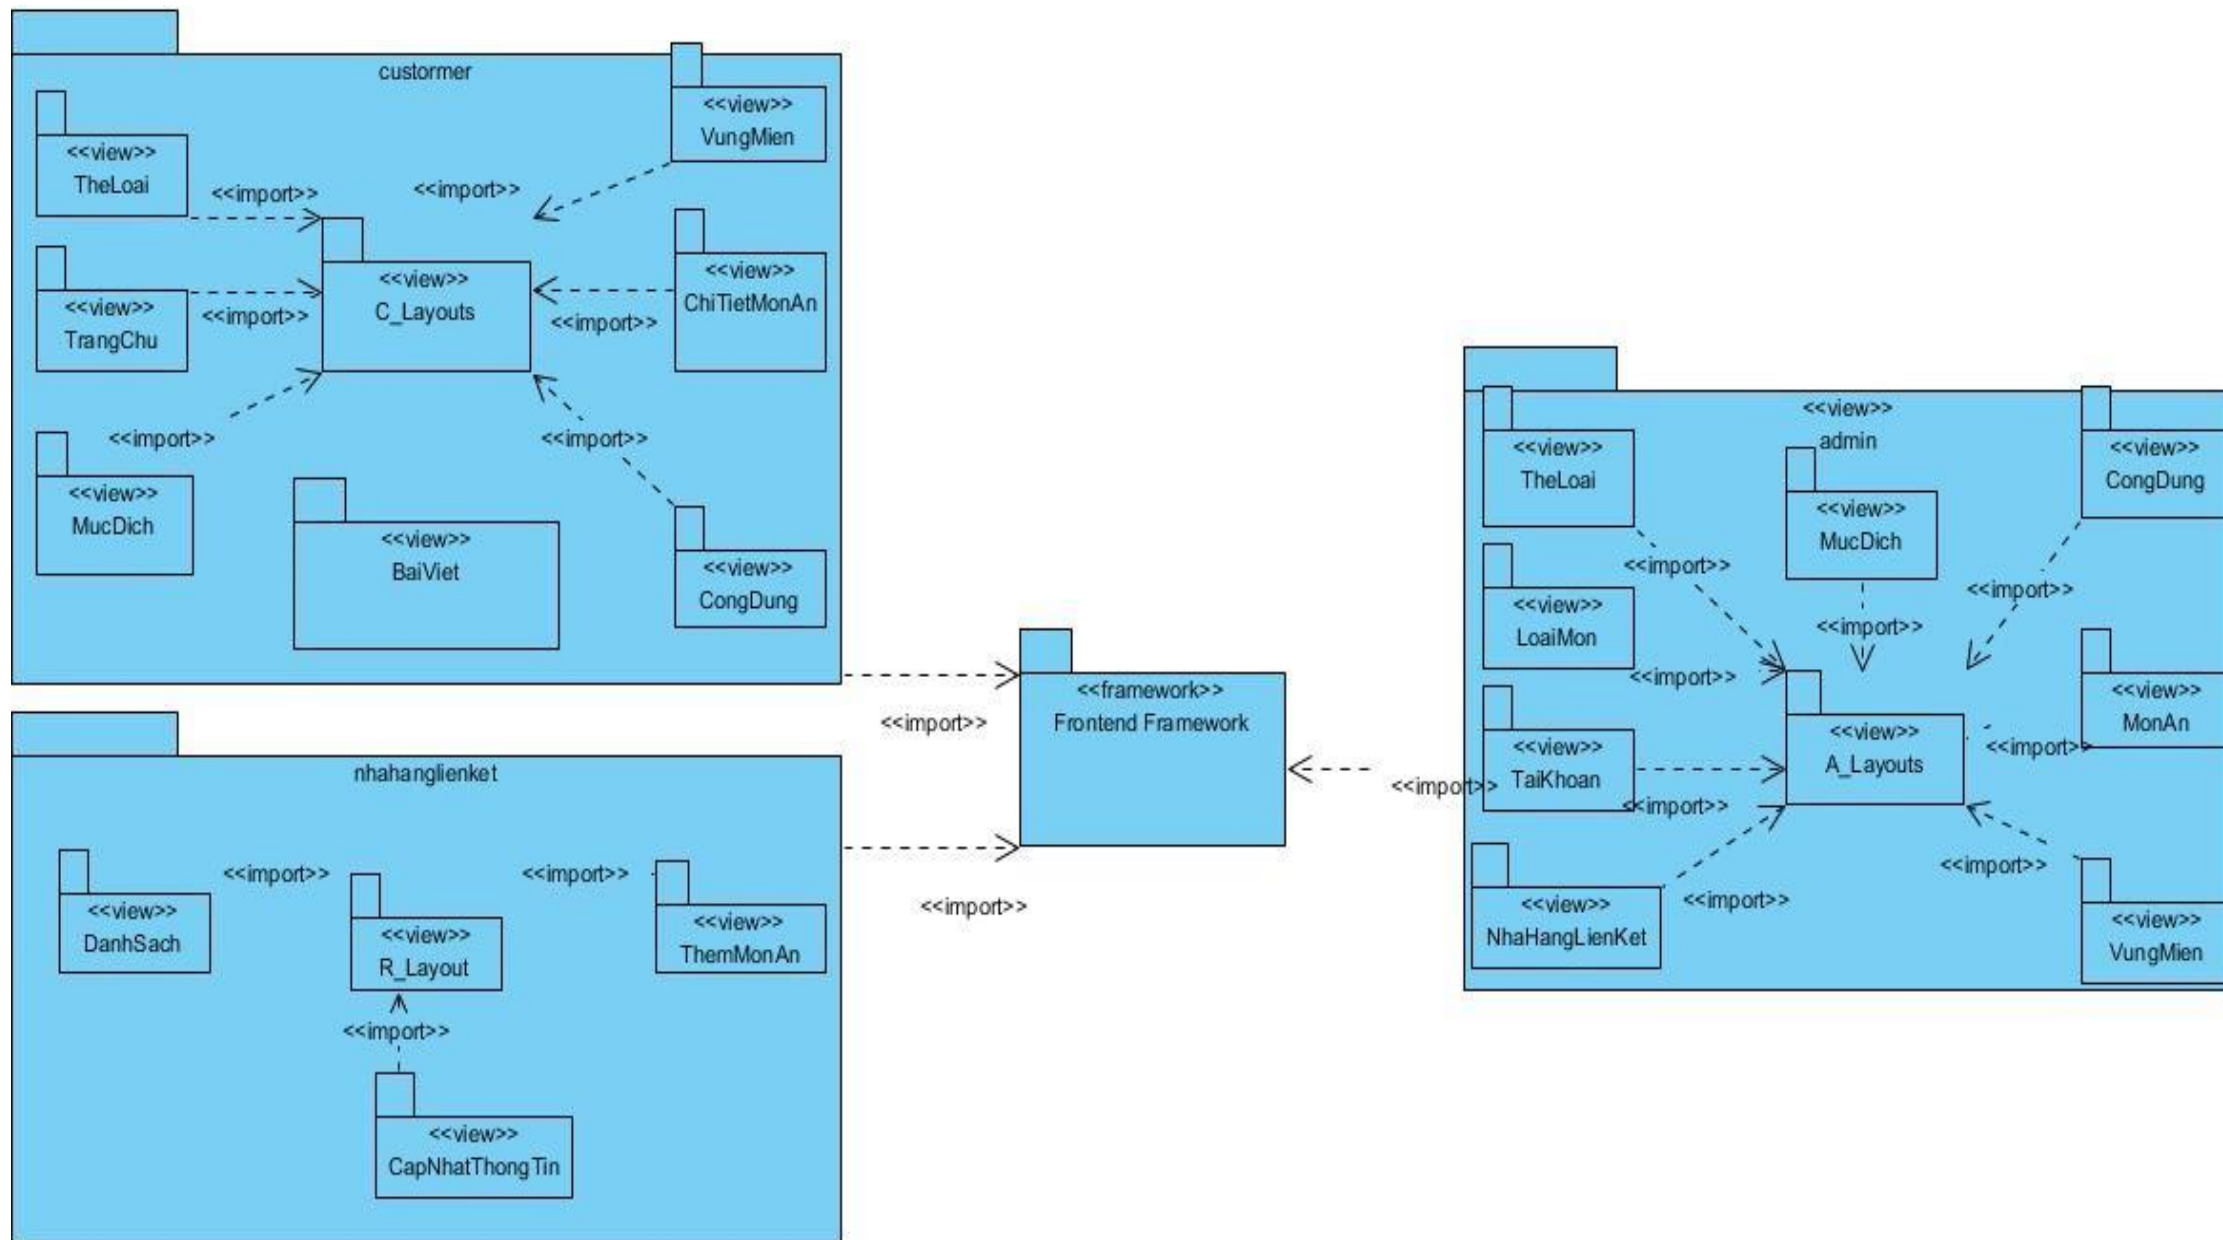 custormer
<<view>>
VungMien
<<view>>
TheLoai
<<import>>
<<import>>
<<view>>
C_Layouts
<<view>>
ChiTietMonAn
<<view>>
TrangChu
<<import>>
<<import>>
<<import>>
<<import>>
<<view>>
MucDich
<<view>>
BaiViet
<<view>>
CongDung
<<import>>
nhahanglienket
<<import>>
<<import>>
<<view>>
DanhSach
<<view>>
R_Layout
<<view>>
ThemMonAn
<<import>>
<<view>>
CapNhatThongTin
<<import>>
<<framework>>
Frontend Framework
<<import>>
<<view>>
admin
<<view>>
TheLoai
<<view>>
MucDich
<<view>>
CongDung
<<import>>
<<import>>
<<import>>
<<view>>
LoaiMon
<<import>>
<<view>>
MonAn
<<view>>
TaiKhoan
<<view>>
A_Layouts
<<import>>
<<import>>
<<import>>
<<import>>
<<view>>
NhaHangLienKet
<<view>>
VungMien